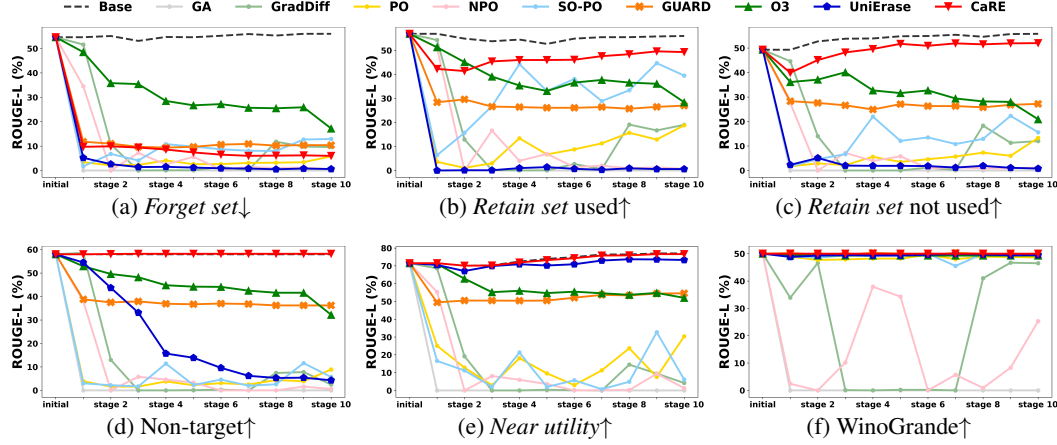 Base GA GradDiff PO NPO SO-PO GUARD O3 UniErase CaRE
ROUGE-L (%)
50
40
30
20
10
0
initial stage 2 stage 4 stage 6 stage 8 stage 10
(a) Forget set↓
ROUGE-L (%)
50
40
30
20
10
0
initial stage 2 stage 4 stage 6 stage 8 stage 10
(b) Retain set used↑
ROUGE-L (%)
50
40
30
20
10
0
initial stage 2 stage 4 stage 6 stage 8 stage 10
(c) Retain set not used↑
ROUGE-L (%)
60
50
40
30
20
10
0
initial stage 2 stage 4 stage 6 stage 8 stage 10
(d) Non-target↑
ROUGE-L (%)
80
70
60
50
40
30
20
10
0
initial stage 2 stage 4 stage 6 stage 8 stage 10
(e) Near utility↑
ROUGE-L (%)
50
40
30
20
10
0
initial stage 2 stage 4 stage 6 stage 8 stage 10
(f) WinoGrande↑